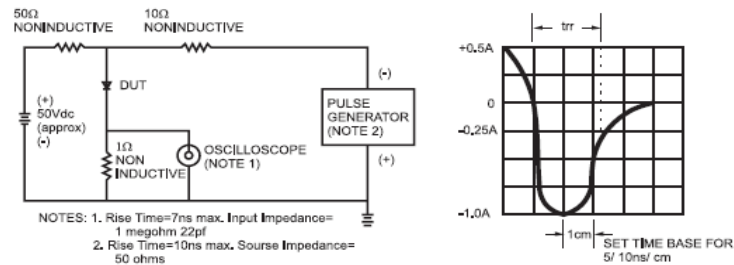 50Ω
NONINDUCTIVE
10Ω
NONINDUCTIVE
DUT
(+)
50Vdc
(approx)
(-)
1Ω
NON
INDUCTIVE
OSCILLOSCOPE
(NOTE 1)
(-)
PULSE
GENERATOR
(NOTE 2)
(+)
NOTES: 1. Rise Time=7ns max. Input Impedance=
1 megohm 22pf
2. Rise Time=10ns max. Sourse Impedance=
50 ohms
trr
+0.5A
0
-0.25A
-1.0A
1cm
SET TIME BASE FOR
5/ 10ns/ cm